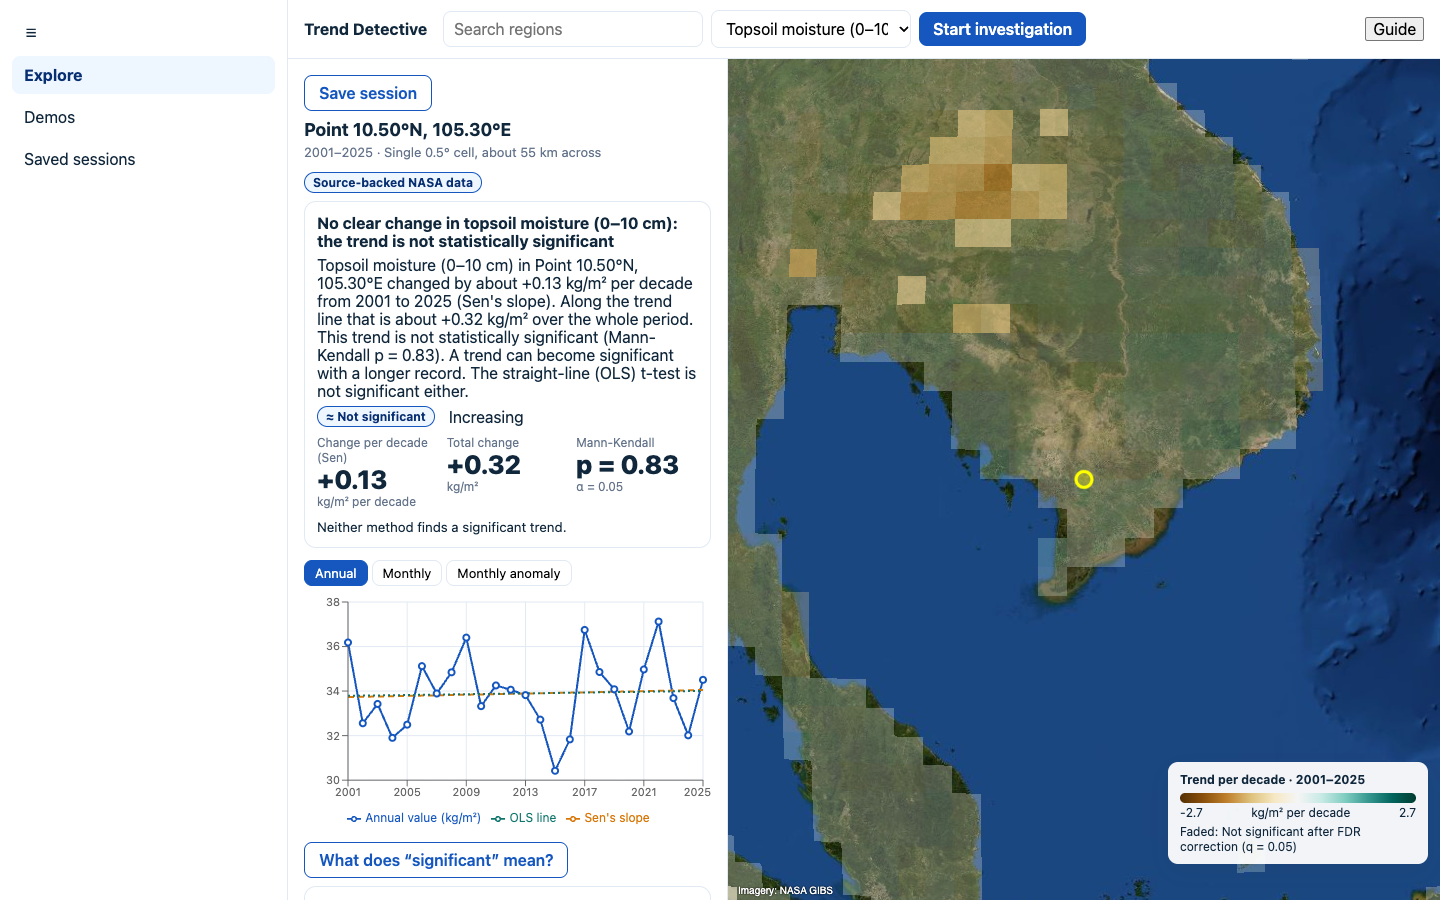 ≡
Explore
Demos
Saved sessions
Trend Detective
Search regions
Topsoil moisture (0–10
Start investigation
Guide
Save session
Point 10.50°N, 105.30°E
2001–2025 · Single 0.5° cell, about 55 km across
Source-backed NASA data
No clear change in topsoil moisture (0–10 cm):
the trend is not statistically significant
Topsoil moisture (0–10 cm) in Point 10.50°N,
105.30°E changed by about +0.13 kg/m² per decade
from 2001 to 2025 (Sen's slope). Along the trend
line that is about +0.32 kg/m² over the whole period.
This trend is not statistically significant (Mann-
Kendall p = 0.83). A trend can become significant
with a longer record. The straight-line (OLS) t-test is
not significant either.
≈ Not significant Increasing
Change per decade
(Sen)
+0.13
kg/m² per decade
Total change
+0.32
kg/m²
Mann-Kendall
p = 0.83
α = 0.05
Neither method finds a significant trend.
Annual Monthly Monthly anomaly
38
36
34
32
30
2001 2005 2009 2013 2017 2021 2025
Annual value (kg/m²) OLS line Sen's slope
What does “significant” mean?
Trend per decade · 2001–2025
-2.7 kg/m² per decade 2.7
Faded: Not significant after FDR
correction (q = 0.05)
Imagery: NASA GIBS